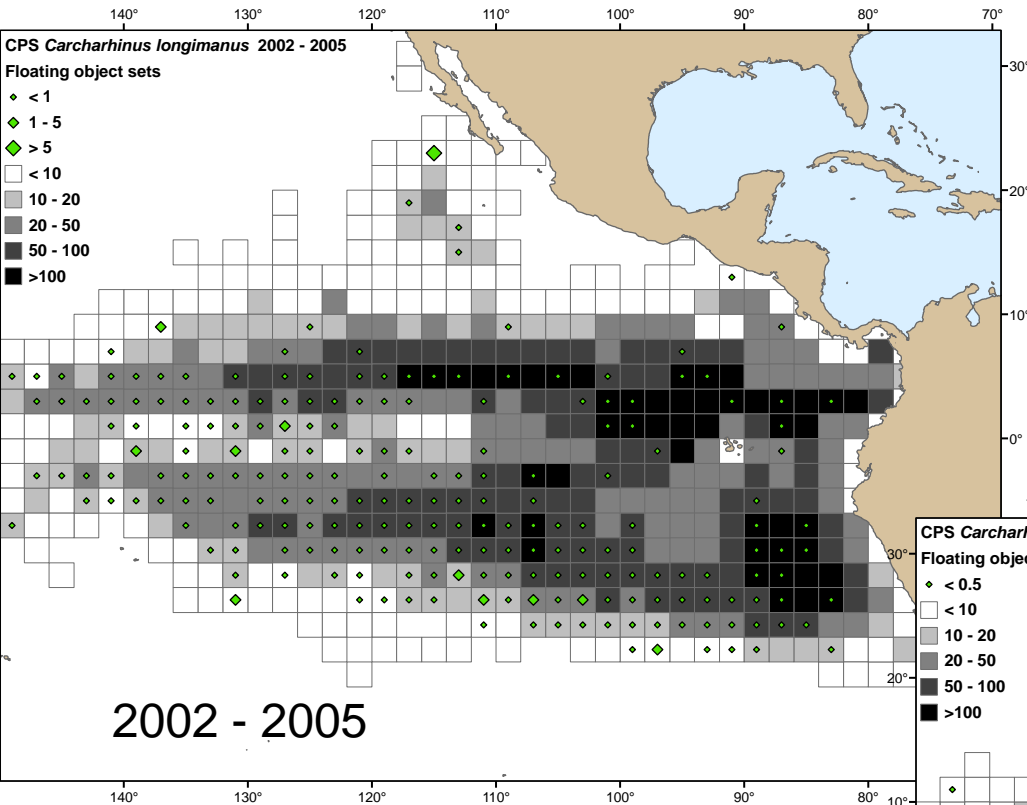 140° 130° 120° 110° 100° 90° 80° 70°
CPS Carcharhinus longimanus 2002 - 2005
Floating object sets
< 1
1 - 5
> 5
< 10
10 - 20
20 - 50
50 - 100
>100
30°
20°
10°
0°
CPS Carcharh
Floating objec
30°
< 0.5
< 10
10 - 20
20 - 50
20°
50 - 100
>100
2002 - 2005
140° 130° 120° 110° 100° 90° 80°
10°